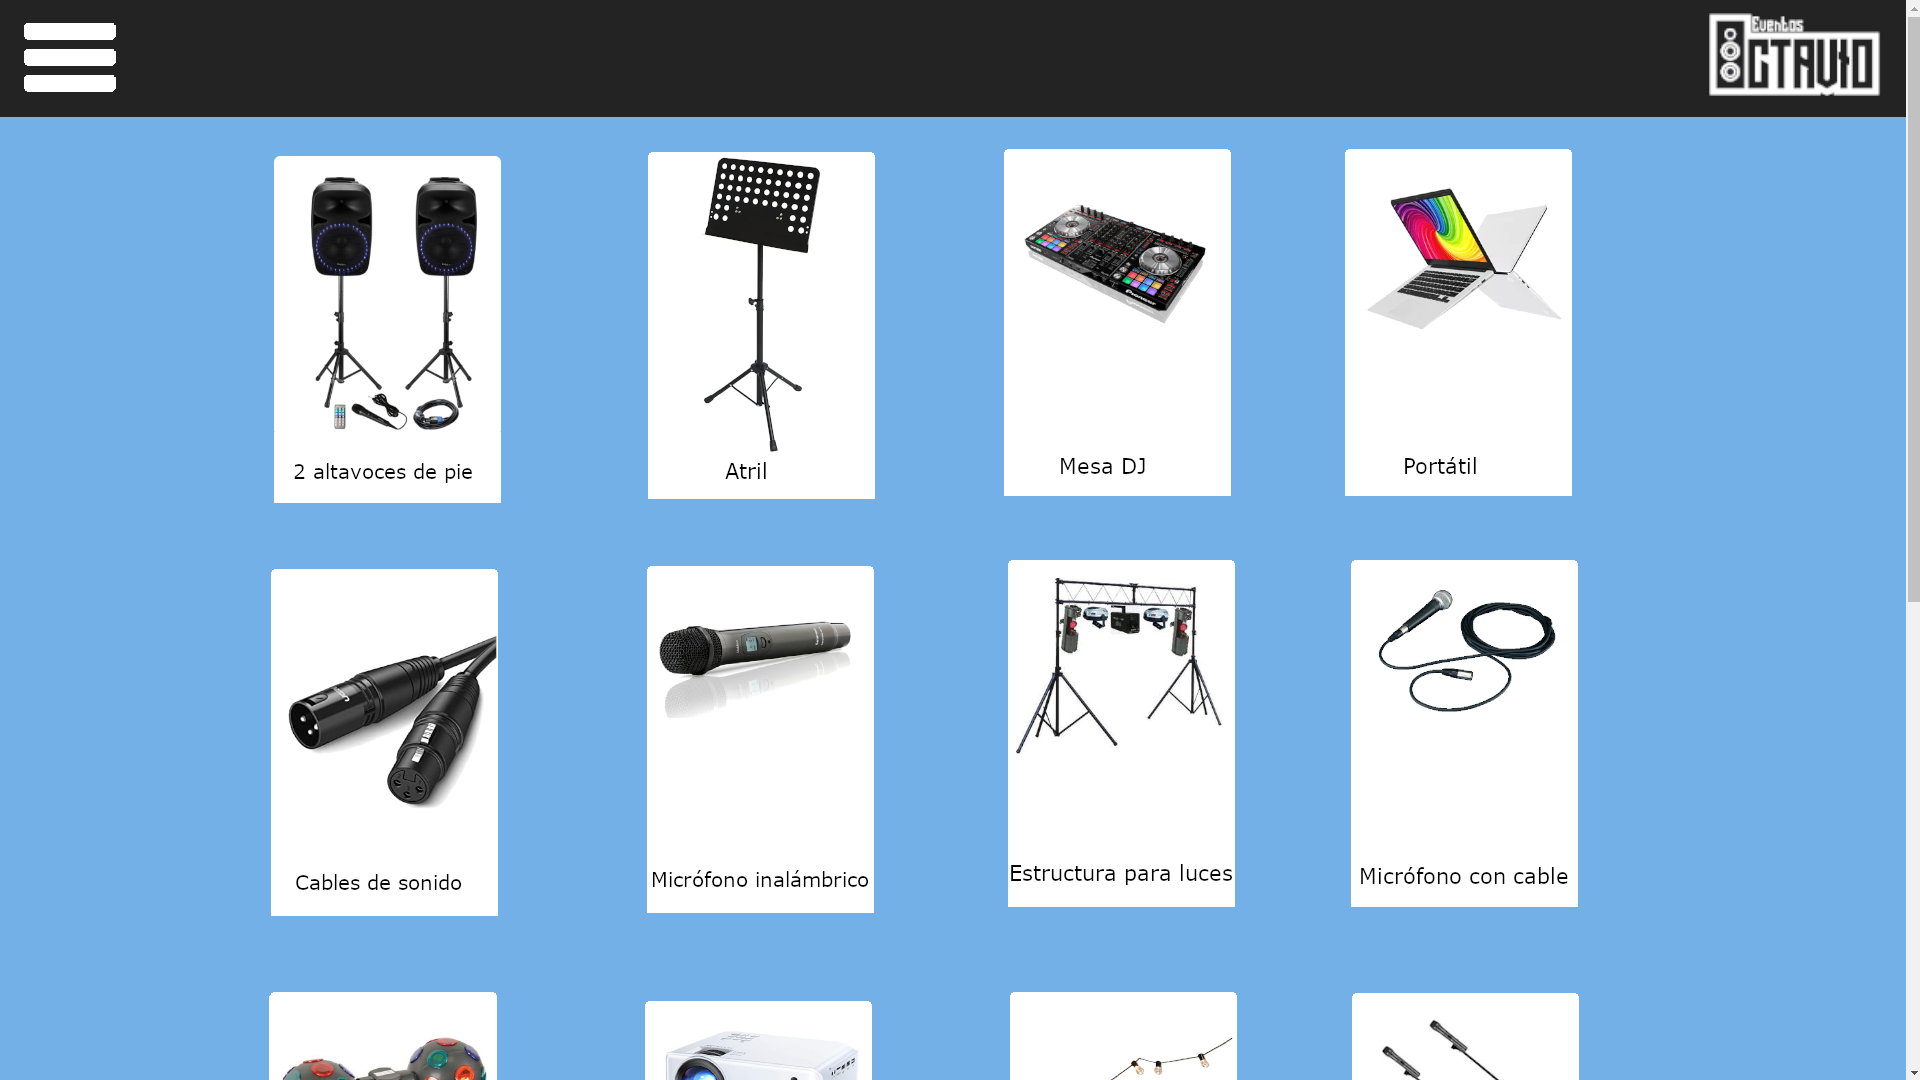 Eventos
OCTAVIO
2 altavoces de pie
Atril
Mesa DJ
Portátil
Cables de sonido
Micrófono inalámbrico
Estructura para luces
Micrófono con cable